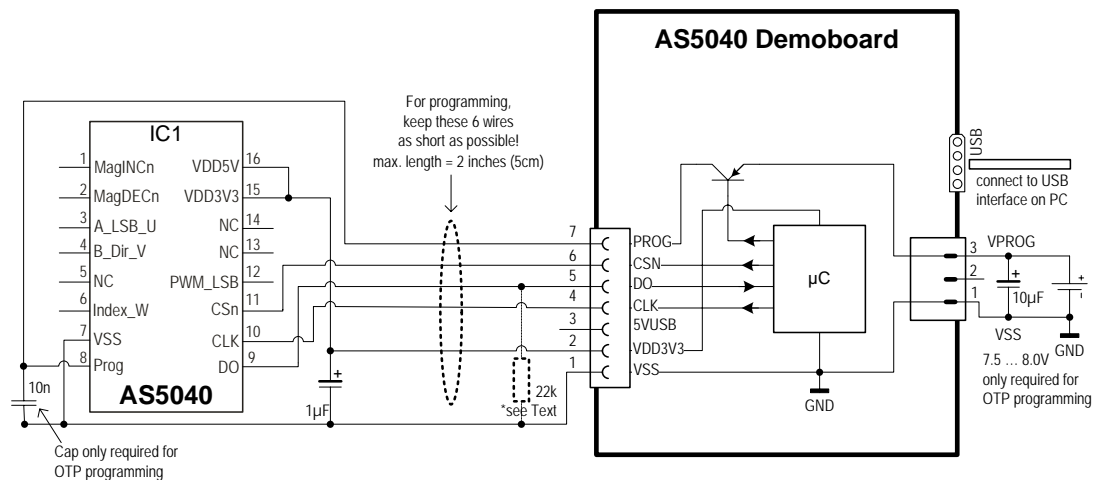 AS5040 Demoboard
For programming,
keep these 6 wires
as short as possible!
max. length = 2 inches (5cm)
IC1
1 MagINCn VDD5V 16
2 MagDECn VDD3V3 15
3 A_LSB_U NC 14
4 B_Dir_V NC 13
5 NC PWM_LSB 12
6 Index_W CSn 11
7 VSS CLK 10
8 Prog DO 9
AS5040
10n
Cap only required for
OTP programming
1µF
+
22k
*see Text
7 PROG
6 CSN
5 DO
4 CLK
3 5VUSB
2 VDD3V3
1 VSS
µC
GND
USB
connect to USB
interface on PC
3 VPROG
2
1
+
10µF
+
-
VSS
GND
7.5 ... 8.0V
only required for
OTP programming